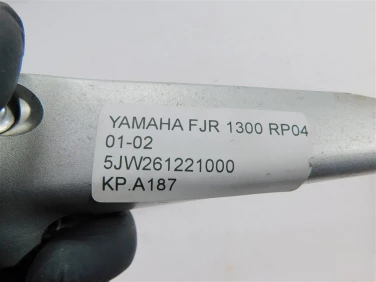 YAMAHA FJR 1300 RP04
01-02
5JW261221000
KP.A187